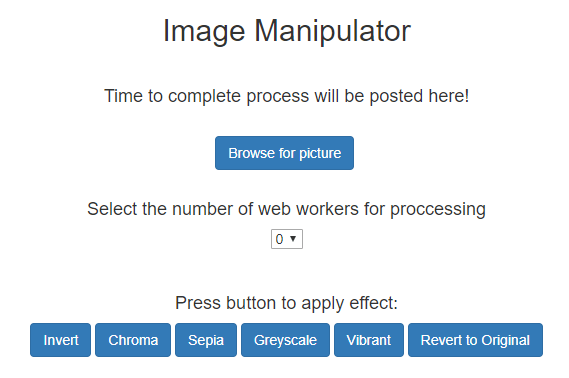 Image Manipulator
Time to complete process will be posted here!
Browse for picture
Select the number of web workers for proccessing
0
Press button to apply effect:
Invert Chroma Sepia Greyscale Vibrant Revert to Original